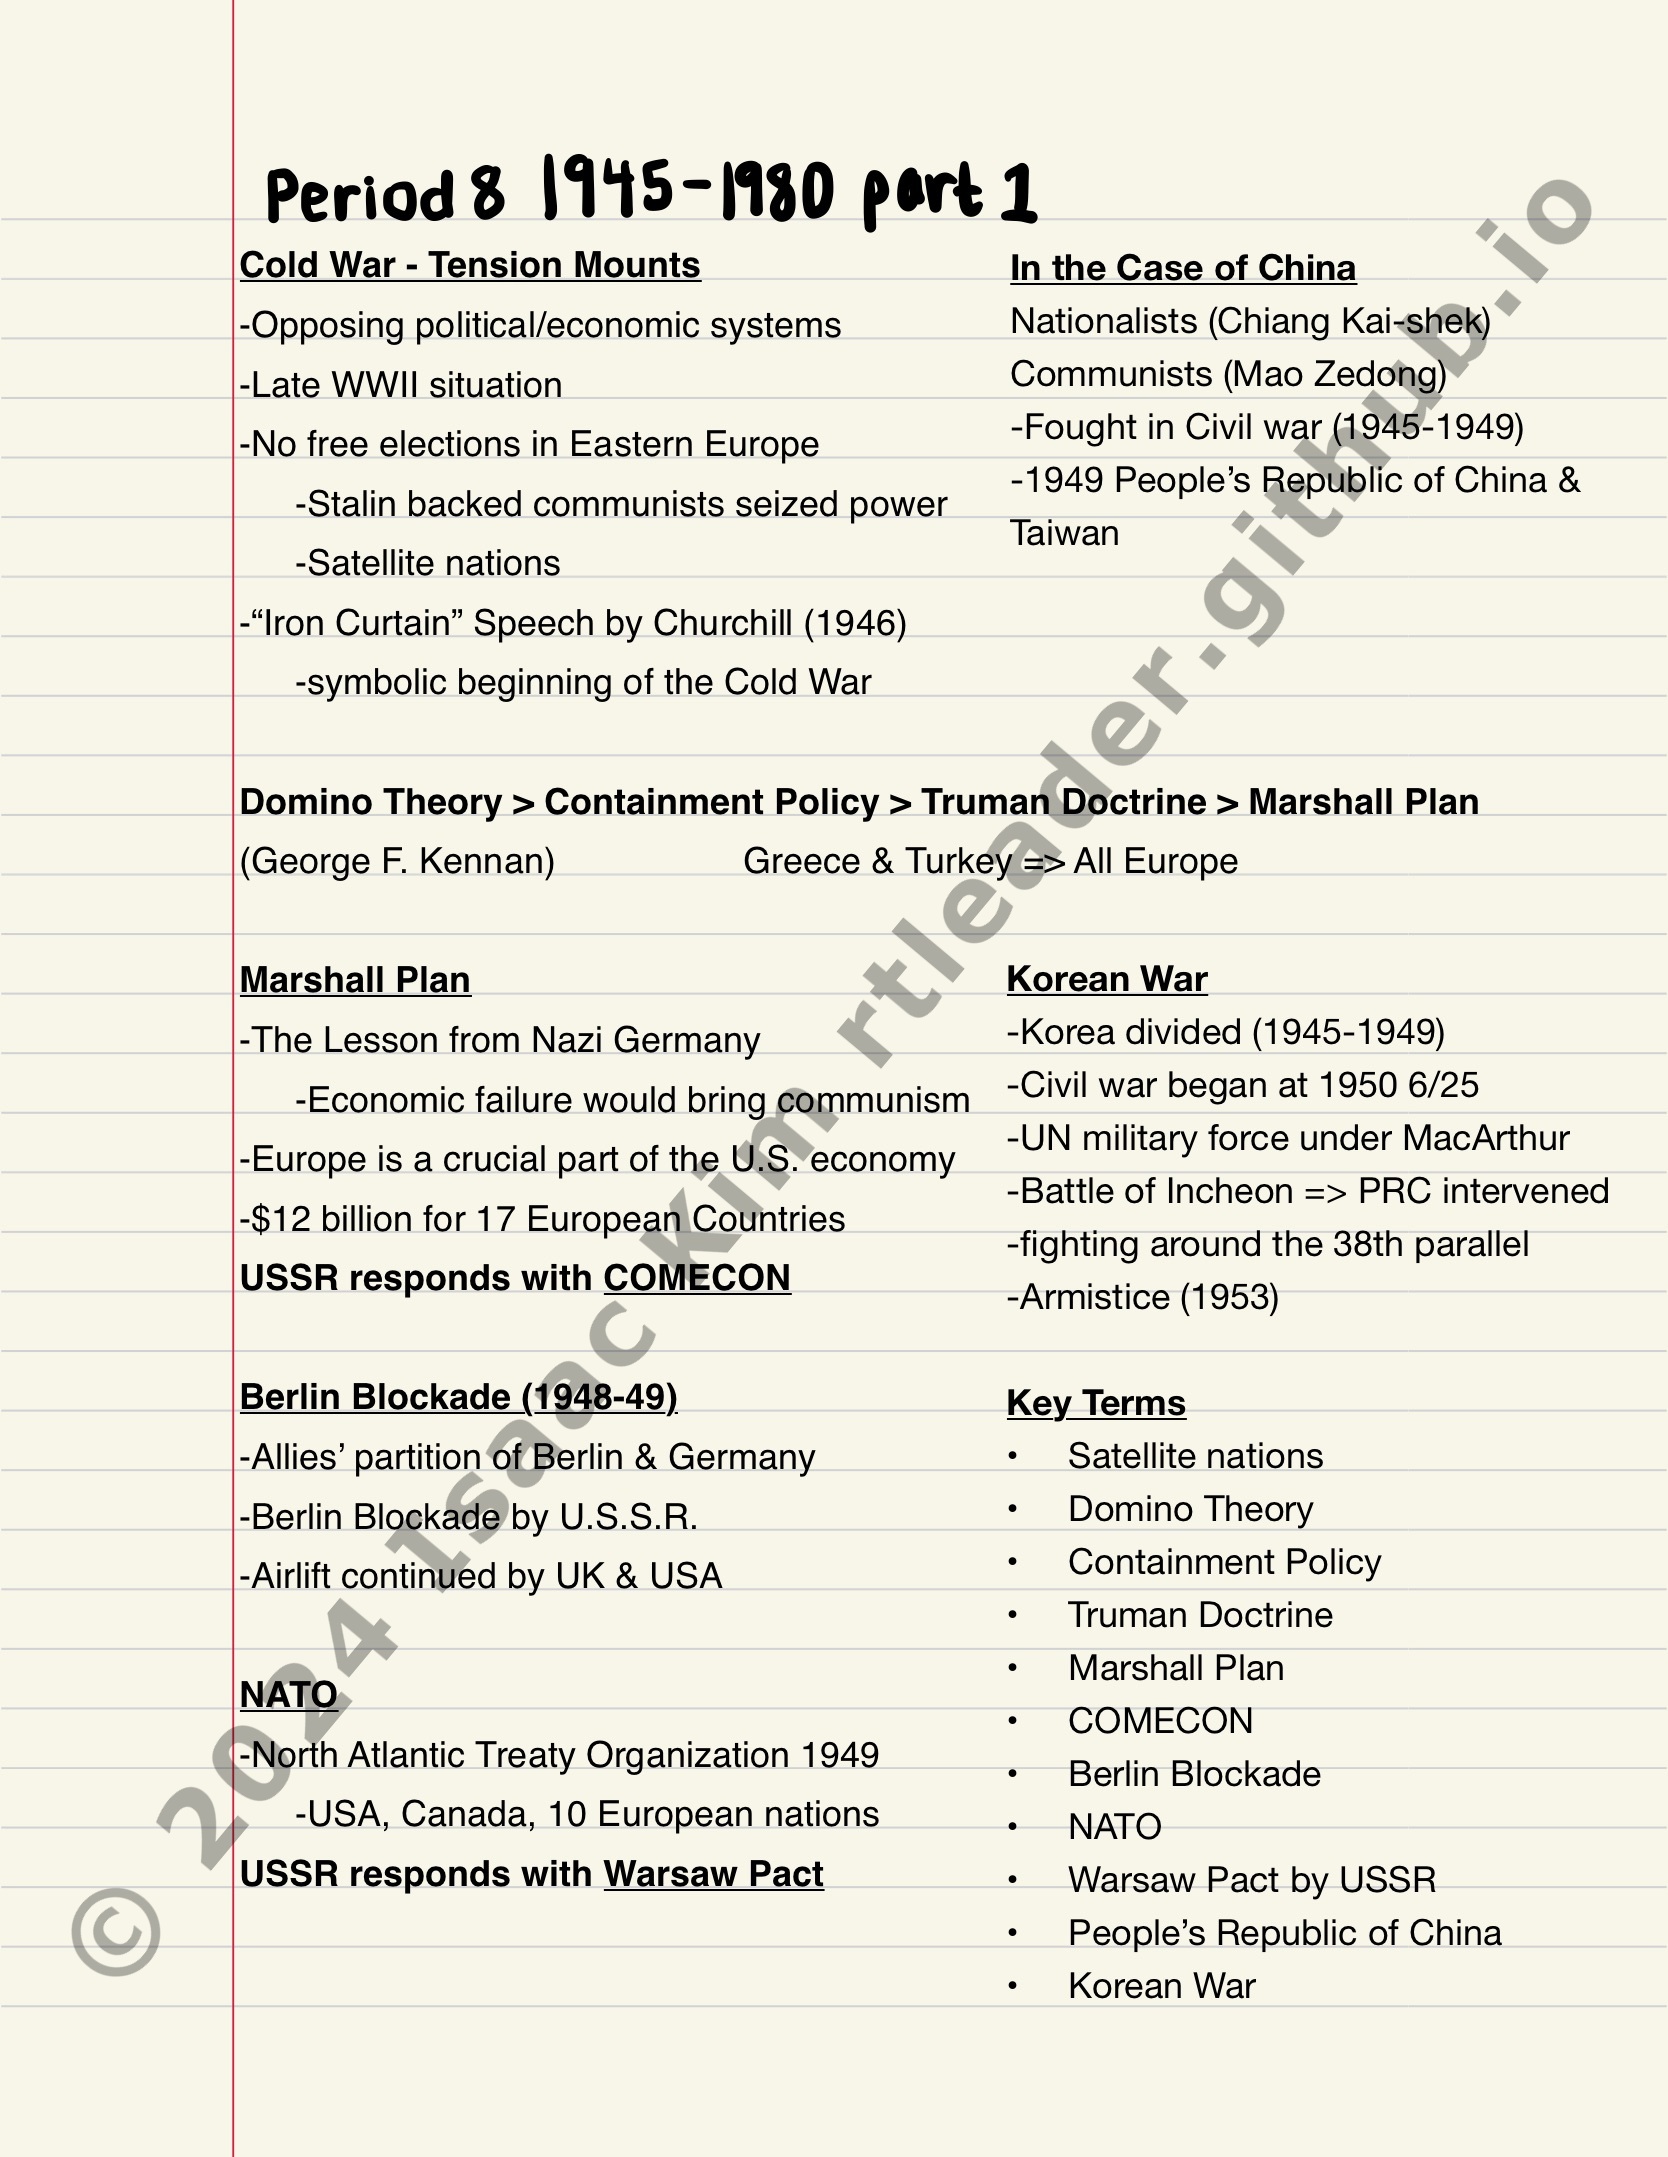 Period 8 1945-1980 part 1
Cold War - Tension Mounts
-Opposing political/economic systems
-Late WWII situation
-No free elections in Eastern Europe
-Stalin backed communists seized power
-Satellite nations
-“Iron Curtain” Speech by Churchill (1946)
-symbolic beginning of the Cold War
In the Case of China
Nationalists (Chiang Kai-shek)
Communists (Mao Zedong)
-Fought in Civil war (1945-1949)
-1949 People’s Republic of China &
Taiwan
Domino Theory > Containment Policy > Truman Doctrine > Marshall Plan
(George F. Kennan) Greece & Turkey => All Europe
Marshall Plan
-The Lesson from Nazi Germany
-Economic failure would bring communism
-Europe is a crucial part of the U.S. economy
-$12 billion for 17 European Countries
USSR responds with COMECON
Berlin Blockade (1948-49)
-Allies’ partition of Berlin & Germany
-Berlin Blockade by U.S.S.R.
-Airlift continued by UK & USA
NATO
-North Atlantic Treaty Organization 1949
-USA, Canada, 10 European nations
USSR responds with Warsaw Pact
Korean War
-Korea divided (1945-1949)
-Civil war began at 1950 6/25
-UN military force under MacArthur
-Battle of Incheon => PRC intervened
-fighting around the 38th parallel
-Armistice (1953)
Key Terms
• Satellite nations
• Domino Theory
• Containment Policy
• Truman Doctrine
• Marshall Plan
• COMECON
• Berlin Blockade
• NATO
• Warsaw Pact by USSR
• People’s Republic of China
• Korean War
© 2024 Isaac Kim rtleader.github.io